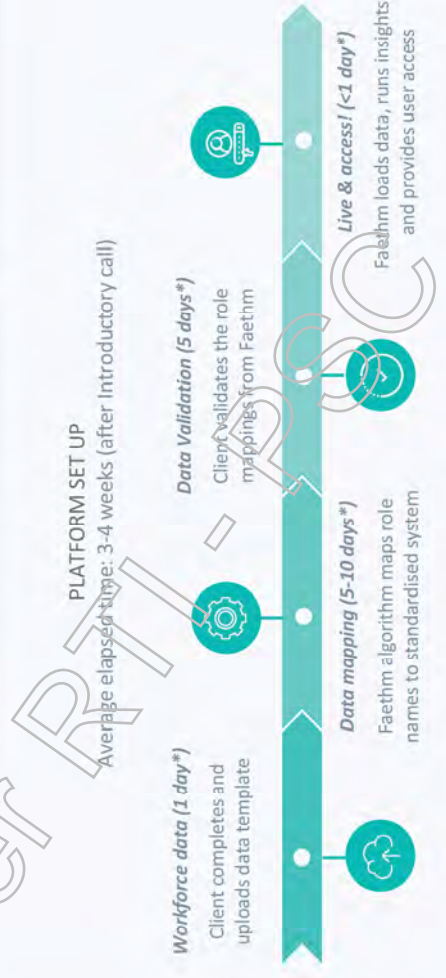 PLATFORM SET UP
Average elapsed time: 3-4 weeks (after Introductory call)
Workforce data (1 day*)
Client completes and
uploads data template
Data mapping (5-10 days*)
Faethm algorithm maps role
names to standardised system
Data Validation (5 days*)
Client validates the role
mappings from Faethm
Live & access! (<1 day*)
Faethm loads data, runs insights
and provides user access
er RTI - PSC